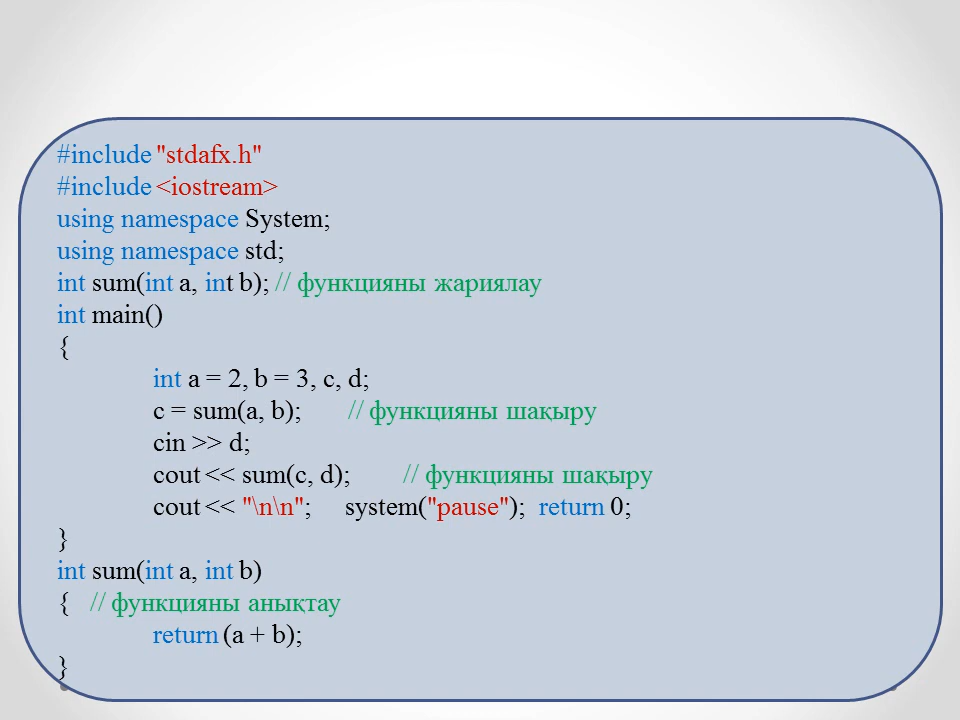 #include "stdafx.h"
#include <iostream>
using namespace System;
using namespace std;
int sum(int a, int b); // функцияны жариялау
int main()
{
int a = 2, b = 3, c, d;
c = sum(a, b); // функцияны шақыру
cin >> d;
cout << sum(c, d); // функцияны шақыру
cout << "\n\n"; system("pause"); return 0;
}
int sum(int a, int b)
{ // функцияны анықтау
return (a + b);
}